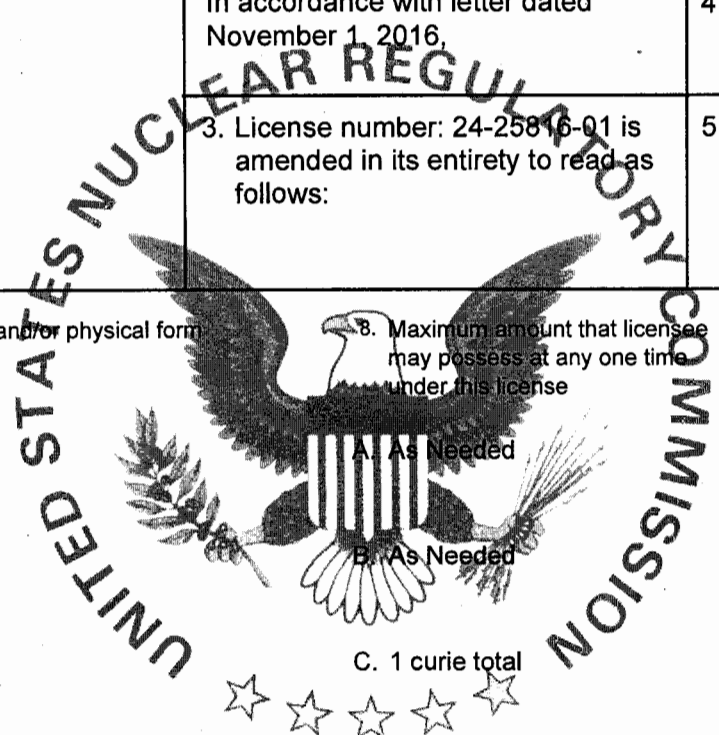 In accordance with letter dated
November 1, 2016,
4
3. License number: 24-25816-01 is
amended in its entirety to read as
follows:
5
and/or physical form
8. Maximum amount that licensee
may possess at any one time
under this license
A. As Needed
B. As Needed
C. 1 curie total
UNITED STATES NUCLEAR REGULATORY COMMISSION